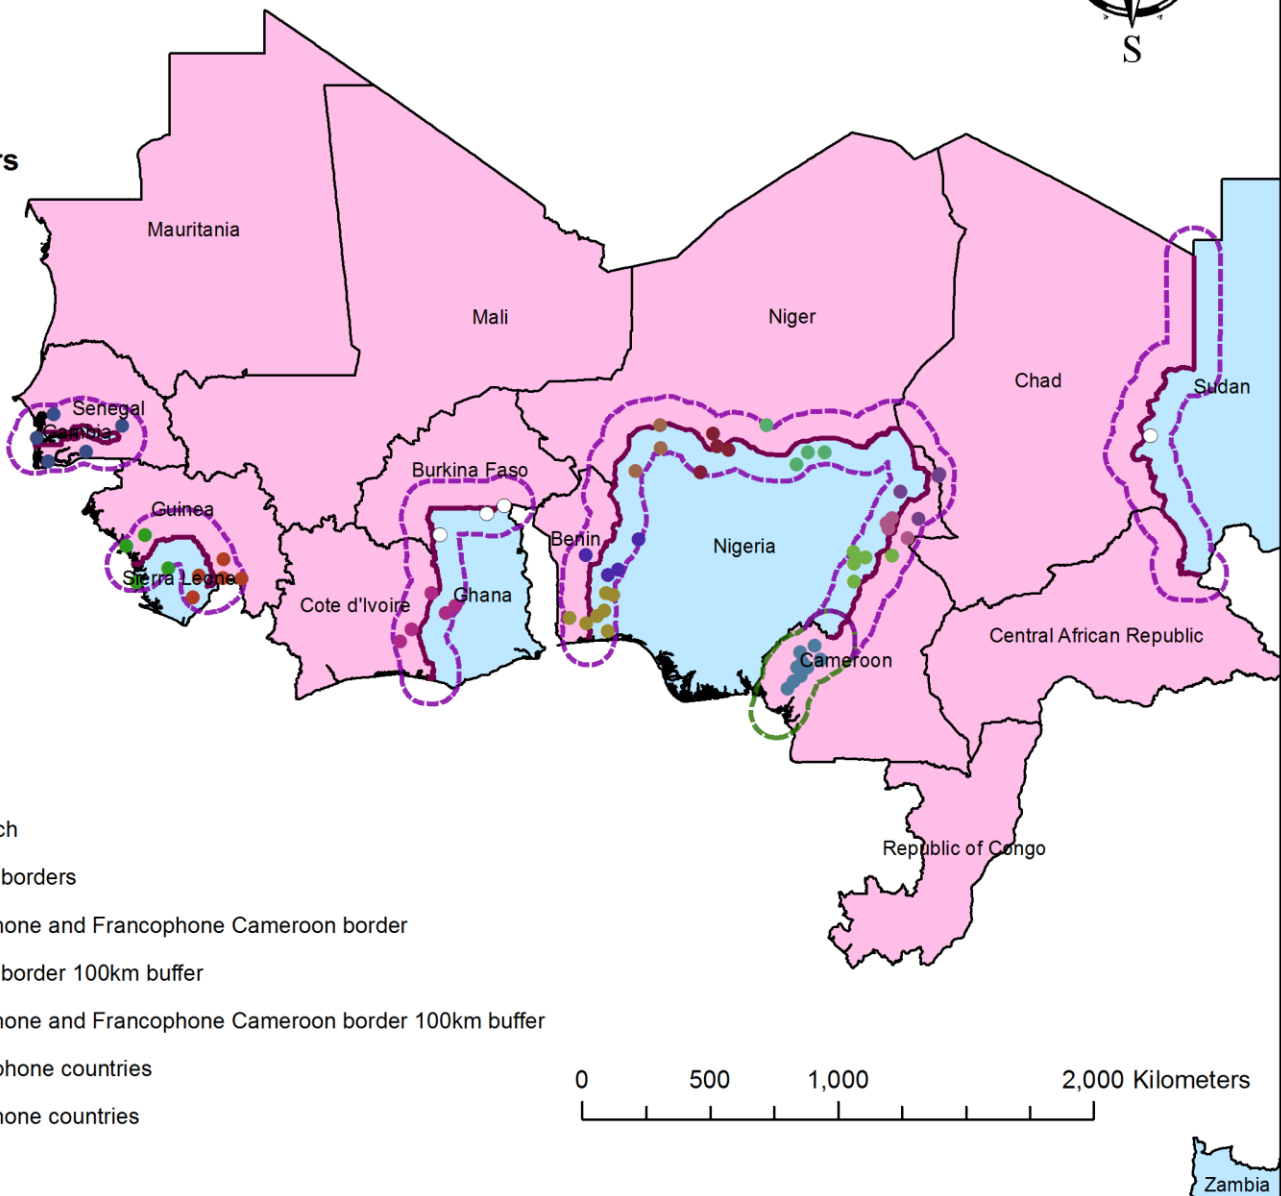 S
rs
Mauritania
Mali
Niger
Chad
Sudan
Senegal
Gambia
Burkina Faso
Guinea
Benin
Nigeria
Sierra Leone
Cote d'Ivoire
Ghana
Central African Republic
Cameroon
Republic of Congo
ch
borders
hone and Francophone Cameroon border
border 100km buffer
hone and Francophone Cameroon border 100km buffer
phone countries
hone countries
0 500 1,000 2,000 Kilometers
Zambia